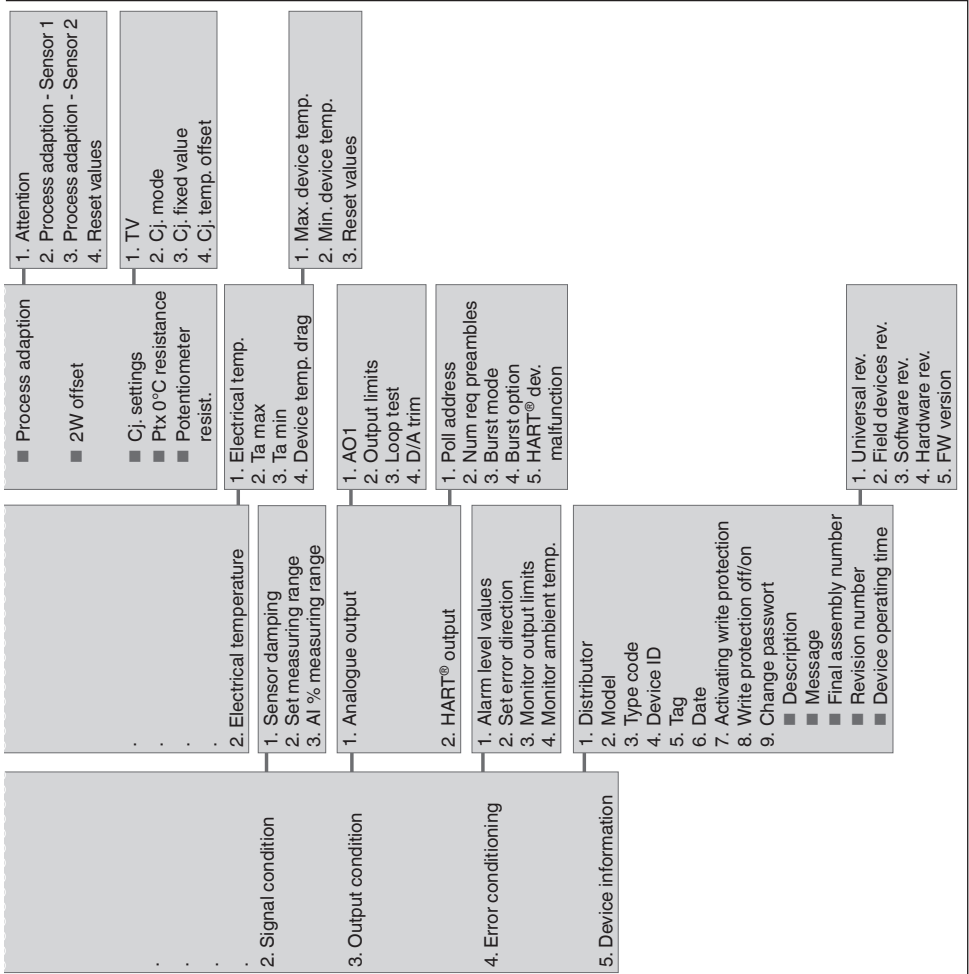 .
.
.
.
2. Signal condition
3. Output condition
4. Error conditioning
5. Device information
.
.
.
.
2. Electrical temperature
1. Sensor damping
2. Set measuring range
3. AI % measuring range
1. Analogue output
2. HART® output
1. Alarm level values
2. Set error direction
3. Monitor output limits
4. Monitor ambient temp.
1. Distributor
2. Model
3. Type code
4. Device ID
5. Tag
6. Date
7. Activating write protection
8. Write protection off/on
9. Change passwort
■ Description
■ Message
■ Final assembly number
■ Revision number
■ Device operating time
■ Process adaption
■ 2W offset
■ Cj. settings
■ Ptx 0°C resistance
■ Potentiometer
resist.
1. Electrical temp.
2. Ta max
3. Ta min
4. Device temp. drag
1. AO1
2. Output limits
3. Loop test
4. D/A trim
1. Poll address
2. Num req preambles
3. Burst mode
4. Burst option
5. HART® dev.
malfunction
1. Universal rev.
2. Field devices rev.
3. Software rev.
4. Hardware rev.
5. FW version
1. Attention
2. Process adaption - Sensor 1
3. Process adaption - Sensor 2
4. Reset values
1. TV
2. Cj. mode
3. Cj. fixed value
4. Cj. temp. offset
1. Max. device temp.
2. Min. device temp.
3. Reset values